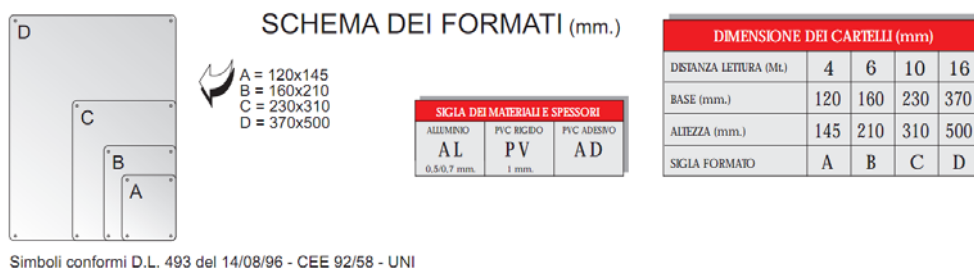 SCHEMA DEI FORMATI (mm.)
D
C
B
A
A = 120x145
B = 160x210
C = 230x310
D = 370x500
SIGLA DEI MATERIALI E SPESSORI
ALLUMINIO PVC RIGIDO PVC ADESIVO
AL PV AD
0.5/0.7 mm. 1 mm.
DIMENSIONE DEI CARTELLI (mm)
DISTANZA LETTURA (Mt.) 4 6 10 16
BASE (mm.) 120 160 230 370
ALTEZZA (mm.) 145 210 310 500
SIGLA FORMATO A B C D
Simboli conformi D.L. 493 del 14/08/96 - CEE 92/58 - UNI